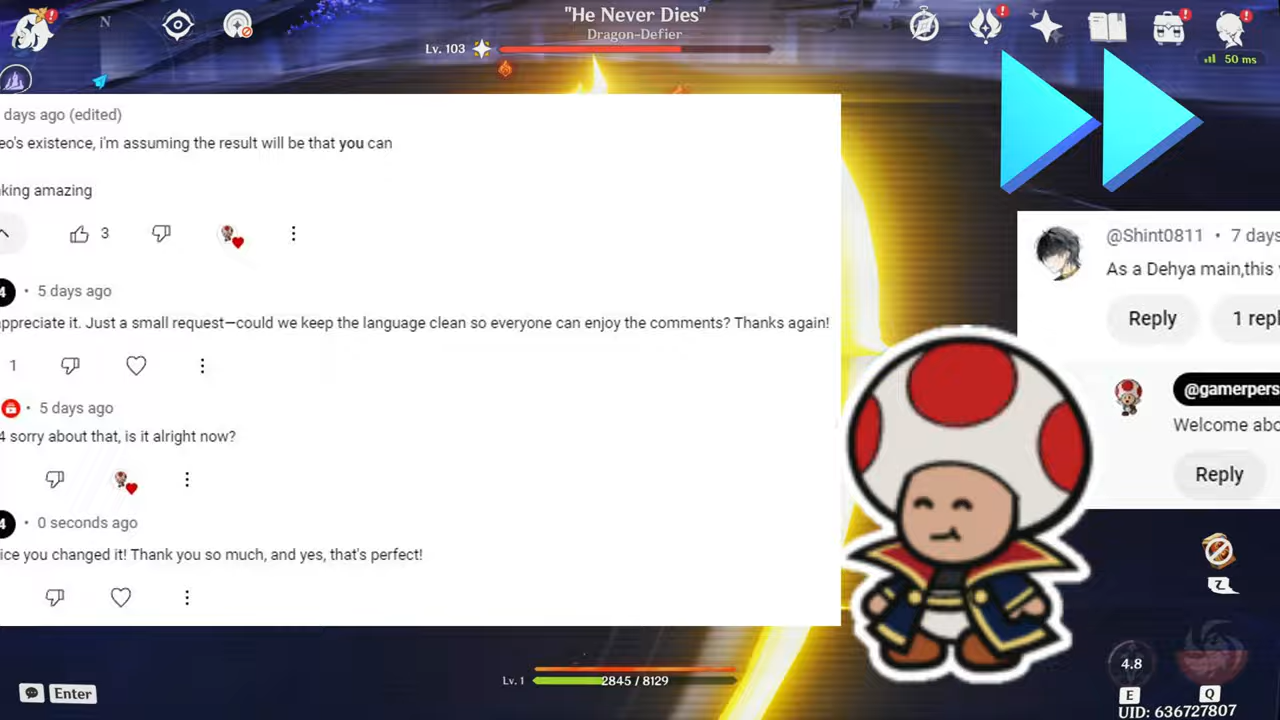 "He Never Dies"
Dragon-Defier
Lv. 103
N
50 ms
days ago (edited)
eo's existence, i'm assuming the result will be that you can
king amazing
3
4 • 5 days ago
appreciate it. Just a small request—could we keep the language clean so everyone can enjoy the comments? Thanks again!
1
• 5 days ago
4 sorry about that, is it alright now?
4 • 0 seconds ago
ice you changed it! Thank you so much, and yes, that's perfect!
@Shint0811 • 7 days
As a Dehya main,this
Reply
1 repl
@gamerpers
Welcome abo
Reply
Z
4.8
E
Q
Lv. 1
2845 / 8129
Enter
UID: 636727807